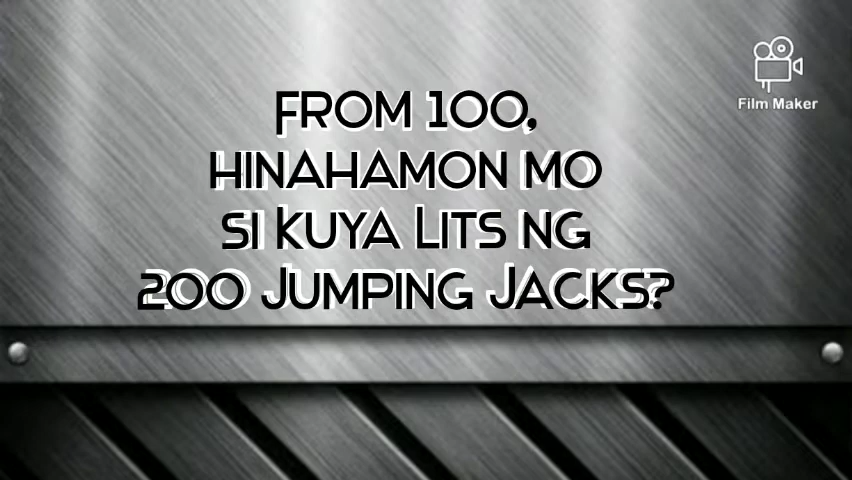 FROM 100,
HINAHAMON MO
SI KUYA LITS NG
200 JUMPING JACKS?
Film Maker